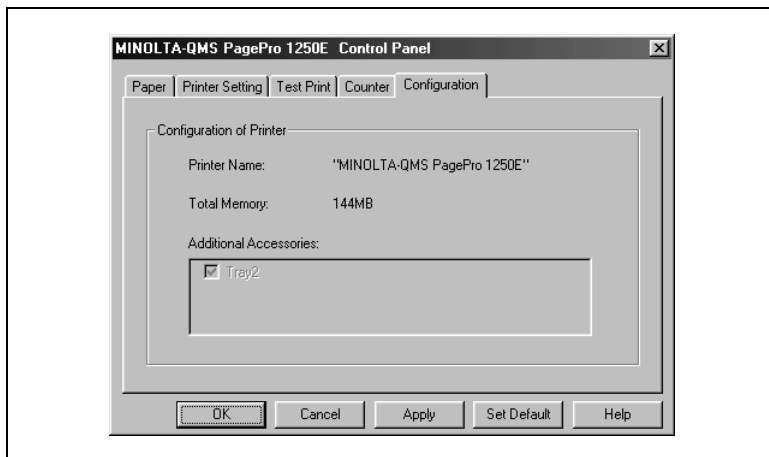 MINOLTA-QMS PagePro 1250E Control Panel
Paper Printer Setting Test Print Counter Configuration
Configuration of Printer
Printer Name: "MINOLTA-QMS PagePro 1250E"
Total Memory: 144MB
Additional Accessories:
Tray2
OK Cancel Apply Set Default Help